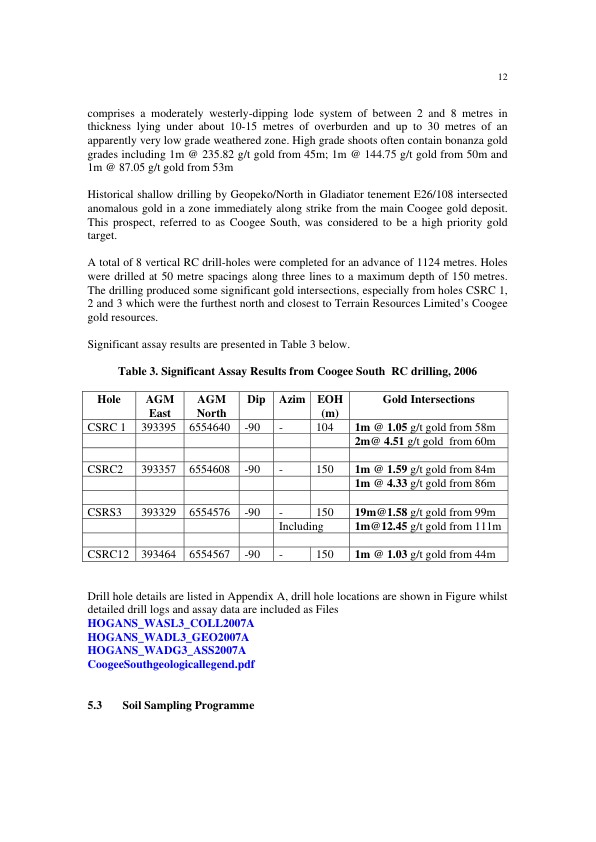 12
comprises a moderately westerly-dipping lode system of between 2 and 8 metres in
thickness lying under about 10-15 metres of overburden and up to 30 metres of an
apparently very low grade weathered zone. High grade shoots often contain bonanza gold
grades including 1m @ 235.82 g/t gold from 45m; 1m @ 144.75 g/t gold from 50m and
1m @ 87.05 g/t gold from 53m
Historical shallow drilling by Geopeko/North in Gladiator tenement E26/108 intersected
anomalous gold in a zone immediately along strike from the main Coogee gold deposit.
This prospect, referred to as Coogee South, was considered to be a high priority gold
target.
A total of 8 vertical RC drill-holes were completed for an advance of 1124 metres. Holes
were drilled at 50 metre spacings along three lines to a maximum depth of 150 metres.
The drilling produced some significant gold intersections, especially from holes CSRC 1,
2 and 3 which were the furthest north and closest to Terrain Resources Limited's Coogee
gold resources.
Significant assay results are presented in Table 3 below.
Table 3. Significant Assay Results from Coogee South RC drilling, 2006
Hole AGM East AGM North Dip Azim EOH (m) Gold Intersections
CSRC 1 393395 6554640 -90 - 104 1m @ 1.05 g/t gold from 58m
2m@ 4.51 g/t gold from 60m
CSRC2 393357 6554608 -90 - 150 1m @ 1.59 g/t gold from 84m
1m @ 4.33 g/t gold from 86m
CSRS3 393329 6554576 -90 - 150 19m@1.58 g/t gold from 99m
Including 1m@12.45 g/t gold from 111m
CSRC12 393464 6554567 -90 - 150 1m @ 1.03 g/t gold from 44m
Drill hole details are listed in Appendix A, drill hole locations are shown in Figure whilst
detailed drill logs and assay data are included as Files
HOGANS_WASL3_COLL2007A
HOGANS_WADL3_GEO2007A
HOGANS_WADG3_ASS2007A
CoogeeSouthgeologicallegend.pdf
5.3 Soil Sampling Programme